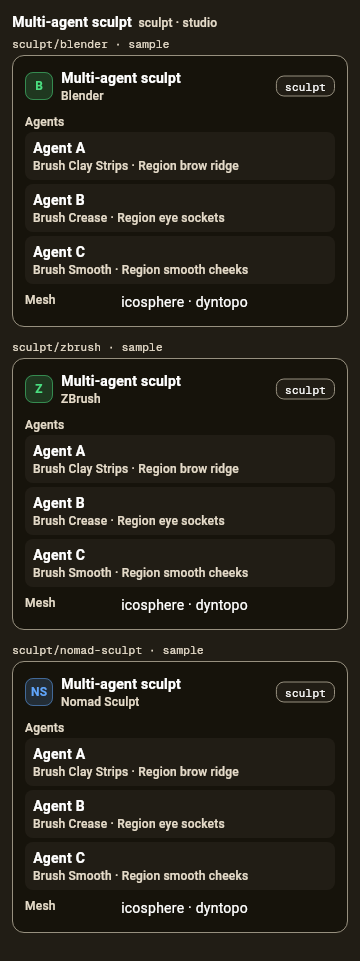 Multi-agent sculpt sculpt · studio
sculpt/blender · sample
B
Multi-agent sculpt
Blender
sculpt
Agents
Agent A
Brush Clay Strips · Region brow ridge
Agent B
Brush Crease · Region eye sockets
Agent C
Brush Smooth · Region smooth cheeks
Mesh icosphere · dyntopo
sculpt/zbrush · sample
Z
Multi-agent sculpt
ZBrush
sculpt
Agents
Agent A
Brush Clay Strips · Region brow ridge
Agent B
Brush Crease · Region eye sockets
Agent C
Brush Smooth · Region smooth cheeks
Mesh icosphere · dyntopo
sculpt/nomad-sculpt · sample
NS
Multi-agent sculpt
Nomad Sculpt
sculpt
Agents
Agent A
Brush Clay Strips · Region brow ridge
Agent B
Brush Crease · Region eye sockets
Agent C
Brush Smooth · Region smooth cheeks
Mesh icosphere · dyntopo